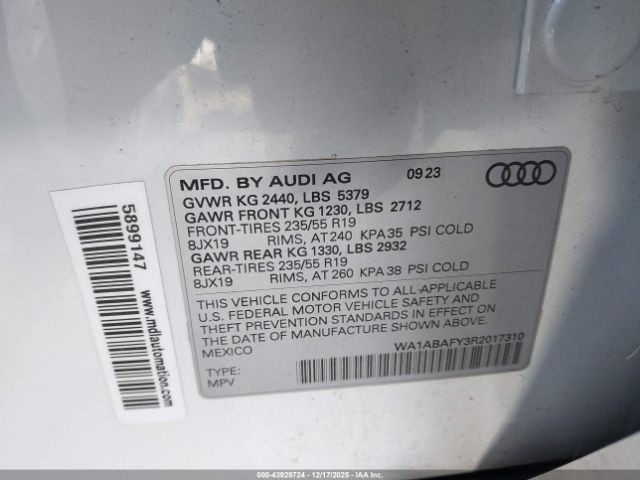 MFD. BY AUDI AG 09 23
GVWR KG 2440, LBS 5379
GAWR FRONT KG 1230, LBS 2712
FRONT-TIRES 235/55 R19
8JX19 RIMS, AT 240 KPA 35 PSI COLD
GAWR REAR KG 1330, LBS 2932
REAR-TIRES 235/55 R19
8JX19 RIMS, AT 260 KPA 38 PSI COLD
THIS VEHICLE CONFORMS TO ALL APPLICABLE
U.S. FEDERAL MOTOR VEHICLE SAFETY AND
THEFT PREVENTION STANDARDS IN EFFECT ON
THE DATE OF MANUFACTURE SHOWN ABOVE.
MEXICO
WA1ABAFY3R2017310
TYPE:
MPV
5899147
www.mdiautomation.com
000-43928724 | 12/17/2025 - Copart, IAA